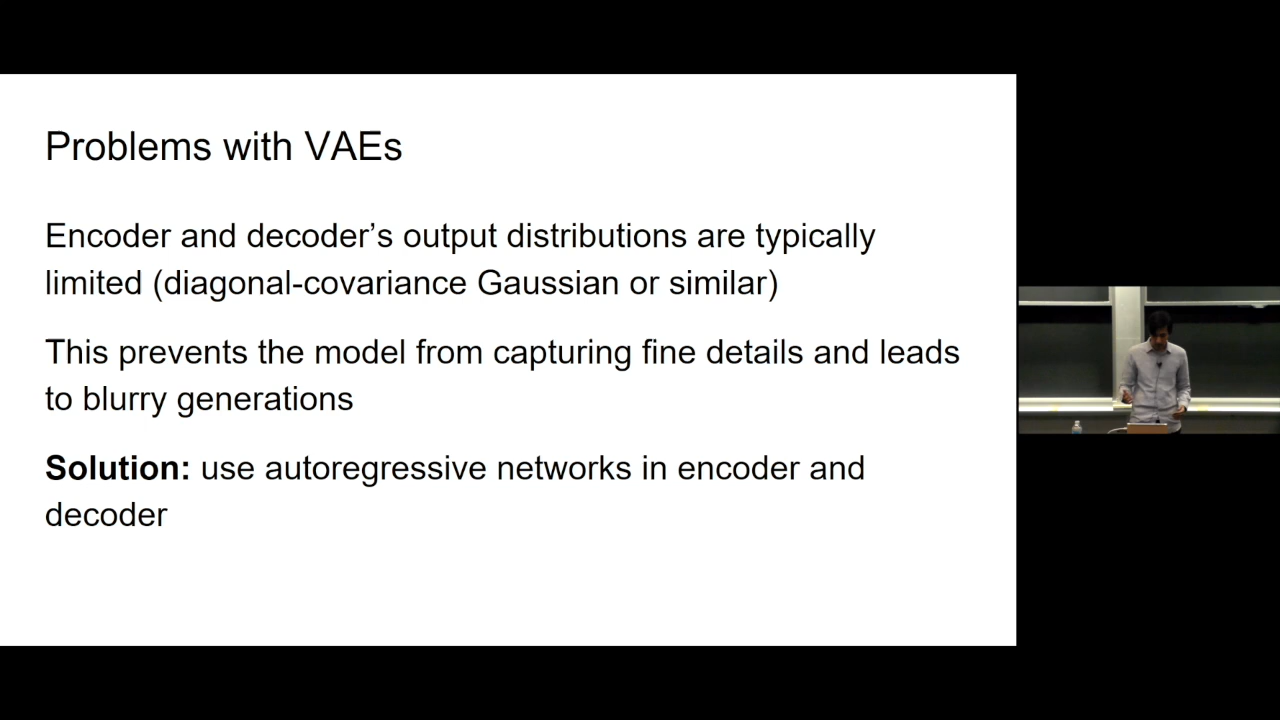 Problems with VAEs
Encoder and decoder’s output distributions are typically
limited (diagonal-covariance Gaussian or similar)
This prevents the model from capturing fine details and leads
to blurry generations
Solution: use autoregressive networks in encoder and
decoder